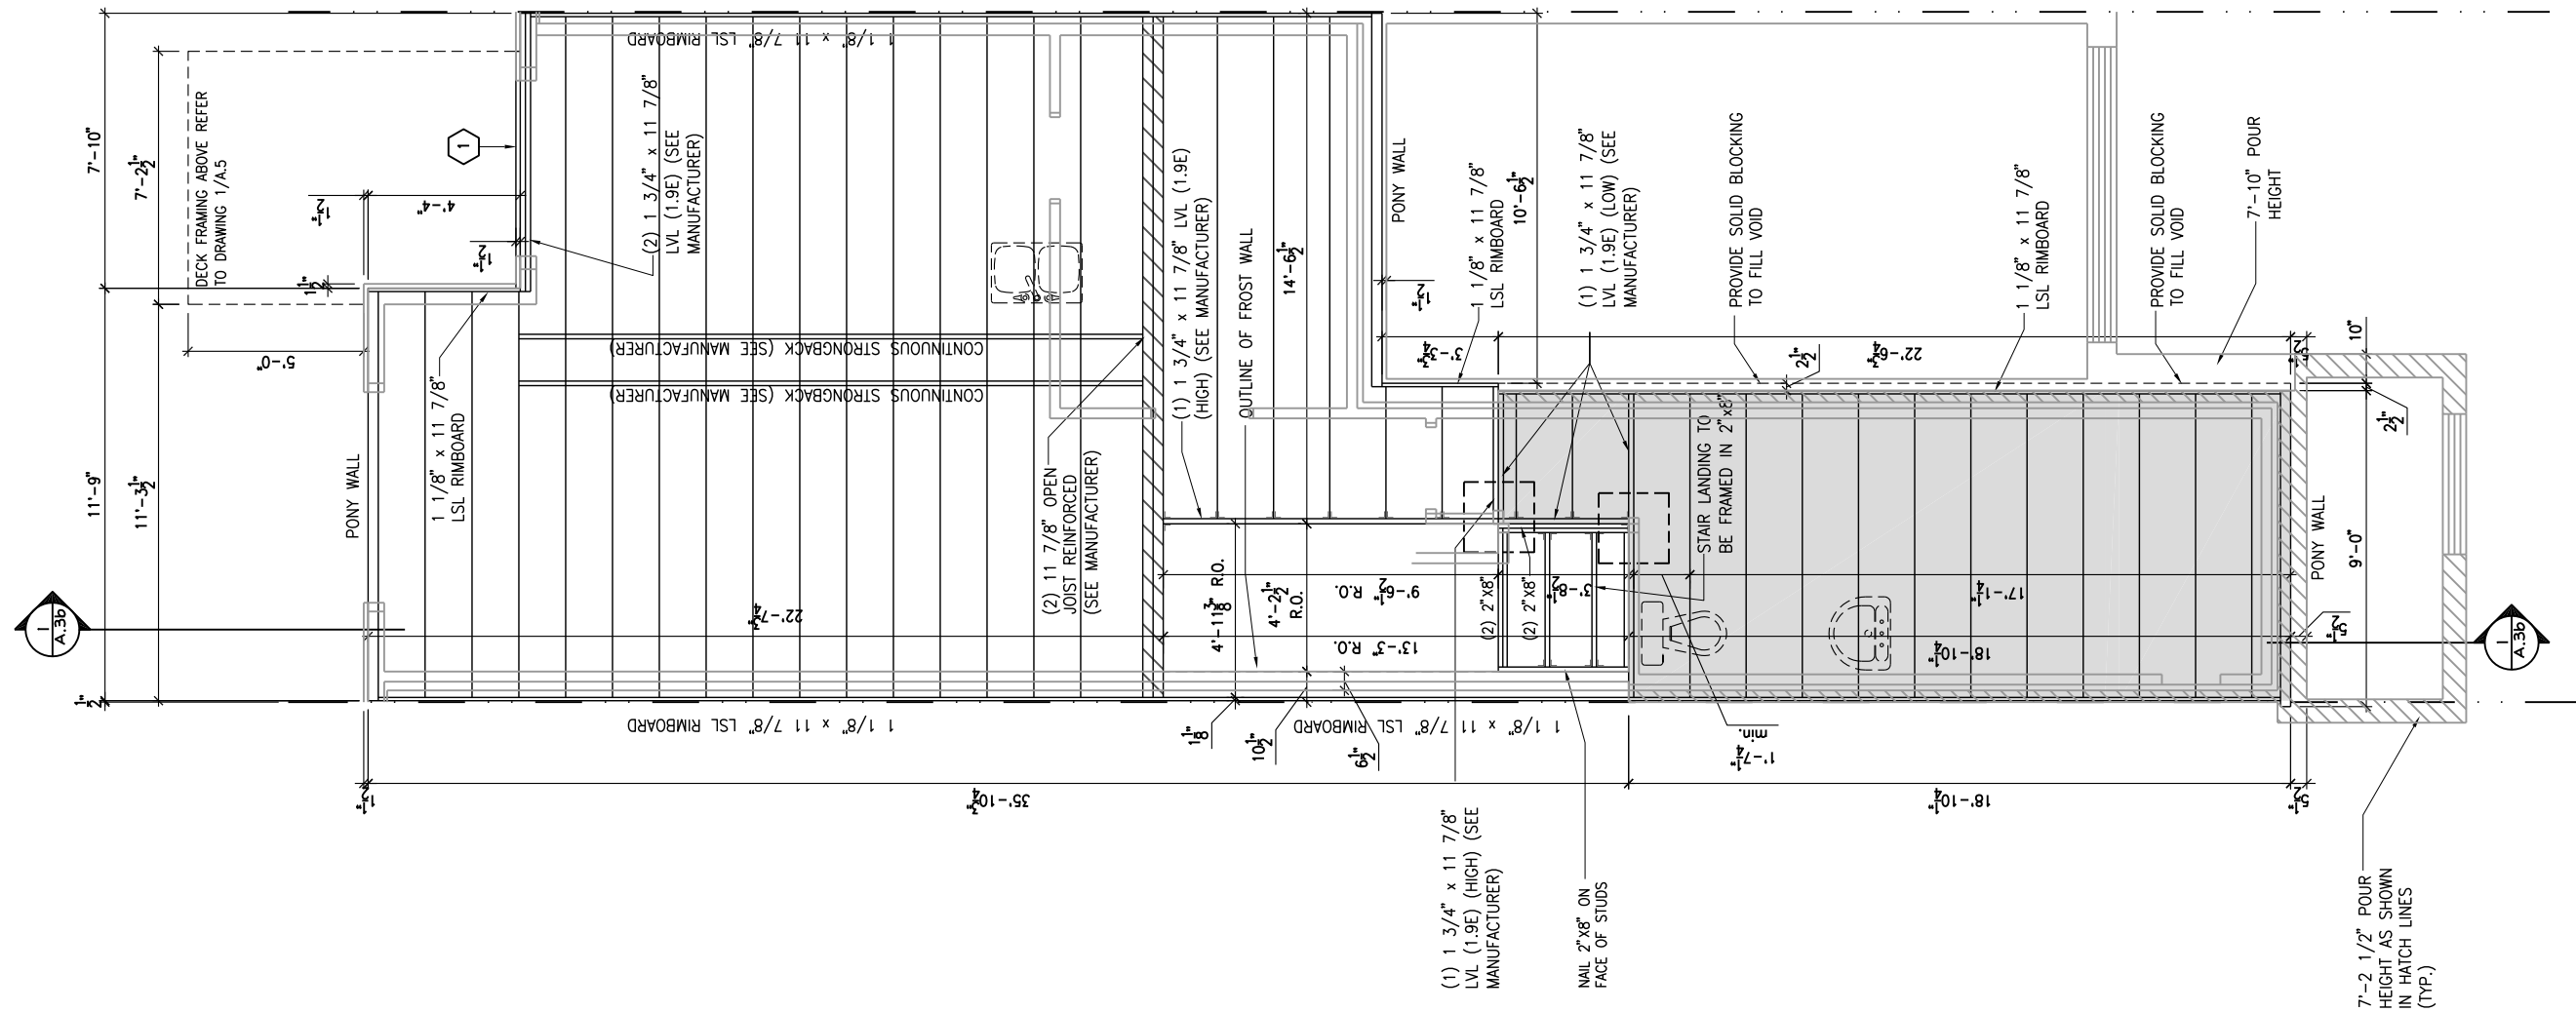 7'-10"
7'-2 1/2"
11'-9"
11'-3 1/2"
1/2"
DECK FRAMING ABOVE REFER
TO DRAWING 1/A.5
5'-0"
1 1/2"
1 1/2"
4'-4"
1 1/2"
1
PONY WALL
1 1/8" x 11 7/8"
LSL RIMBOARD
1
A.3b
1 1/8" x 11 7/8" LSL RIMBOARD
(2) 1 3/4" x 11 7/8"
LVL (1.9E) (SEE
MANUFACTURER)
CONTINUOUS STRONGBACK (SEE MANUFACTURER)
CONTINUOUS STRONGBACK (SEE MANUFACTURER)
22'-7 3/4"
1 1/8" x 11 7/8" LSL RIMBOARD
1 1/2"
35'-10 3/4"
(2) 11 7/8" OPEN
JOIST REINFORCED
(SEE MANUFACTURER)
(1) 1 3/4" x 11 7/8" LVL (1.9E)
(HIGH) (SEE MANUFACTURER)
OUTLINE OF FROST WALL
14'-6 1/2"
4'-11 3/8" R.O.
4'-2 1/2"
R.O.
9'-6 1/2" R.O.
13'-3" R.O.
1 1/8"
10 1/2"
6 1/2"
1 1/8" x 11 7/8" LSL RIMBOARD
PONY WALL
1 1/2"
3'-3 3/4"
1 1/8" x 11 7/8"
LSL RIMBOARD
10'-6 1/2"
(1) 1 3/4" x 11 7/8"
LVL (1.9E) (LOW) (SEE
MANUFACTURER)
(2) 2"X8"
(2) 2"X8"
3'-8 1/2"
STAIR LANDING TO
BE FRAMED IN 2"x8"
(1) 1 3/4" x 11 7/8"
LVL (1.9E) (HIGH) (SEE
MANUFACTURER)
NAIL 2"X8" ON
FACE OF STUDS
PROVIDE SOLID BLOCKING
TO FILL VOID
2 1/2"
22'-6 3/4"
1'-7 1/4"
min.
17'-1 1/4"
18'-10 1/4"
18'-10 1/4"
1 1/8" x 11 7/8"
LSL RIMBOARD
PROVIDE SOLID BLOCKING
TO FILL VOID
7'-10" POUR
HEIGHT
5 1/2"
10"
2 1/2"
PONY WALL
9'-0"
5 1/2"
5 1/2"
7'-2 1/2" POUR
HEIGHT AS SHOWN
IN HATCH LINES
(TYP.)
1
A.3b